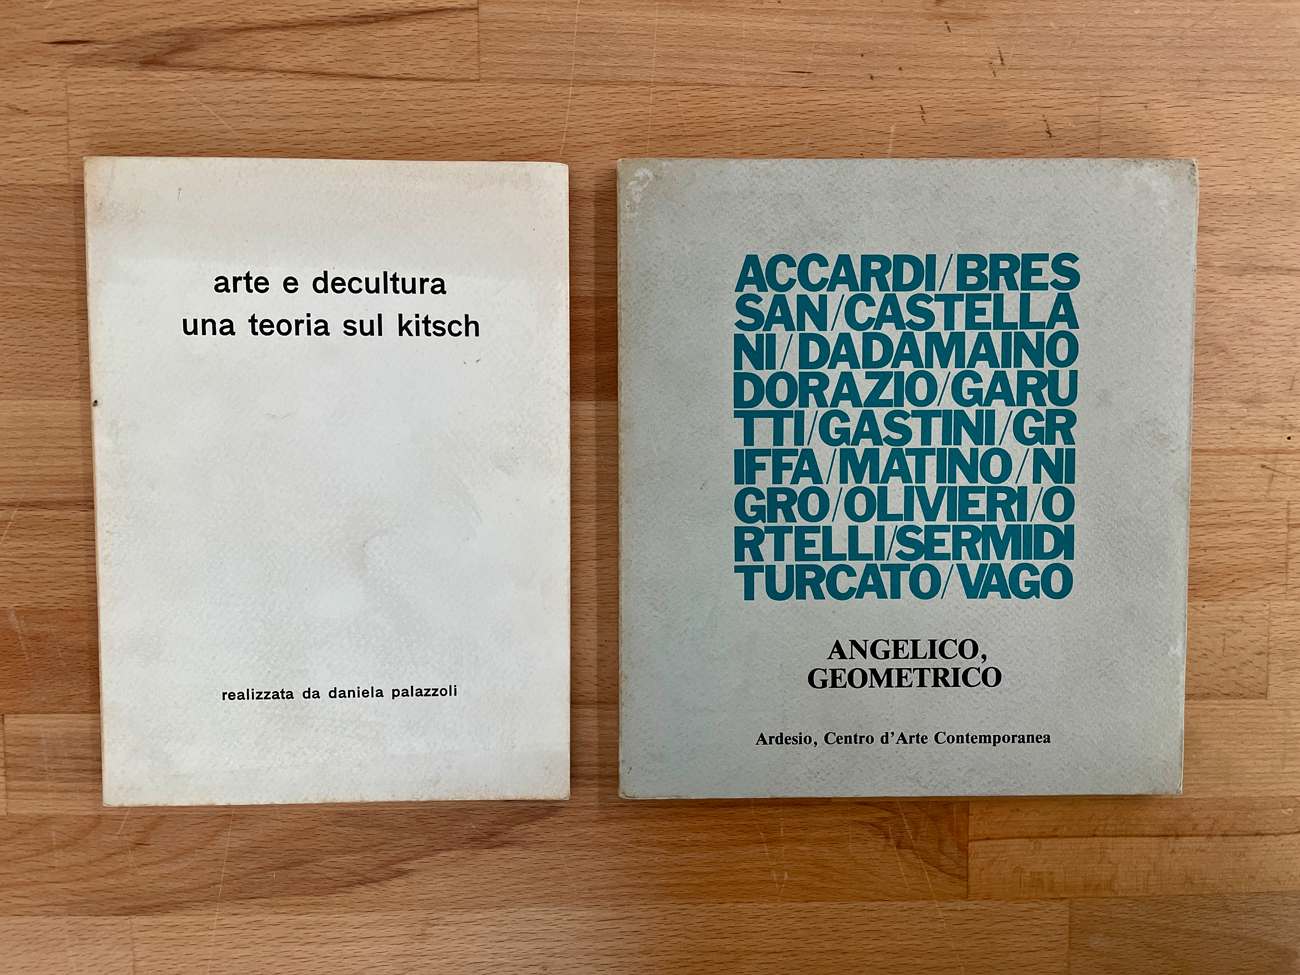 arte e decultura
una teoria sul kitsch
realizzata da daniela palazzoli
ACCARDI/BRES
SAN/CASTELLA
NI/DADAMAINO
DORAZIO/GARU
TTI/GASTINI/GR
IFFA/MATINO/NI
GRO/OLIVIERI/O
RTELLI/SERMIDI
TURCATO/VAGO
ANGELICO,
GEOMETRICO
Ardesio, Centro d'Arte Contemporanea